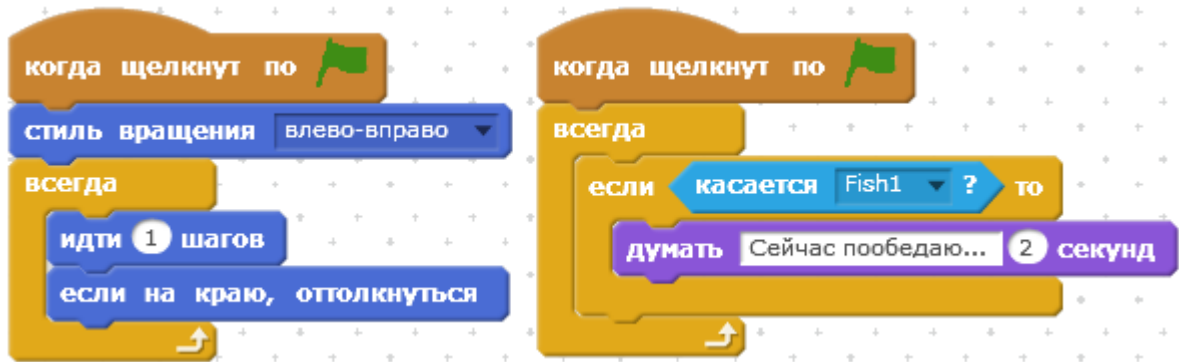 когда щелкнут по
стиль вращения влево-вправо
всегда
идти 1 шагов
если на краю, оттолкнуться
когда щелкнут по
всегда
если касается Fish1 ? то
думать Сейчас пообедаю... 2 секунд